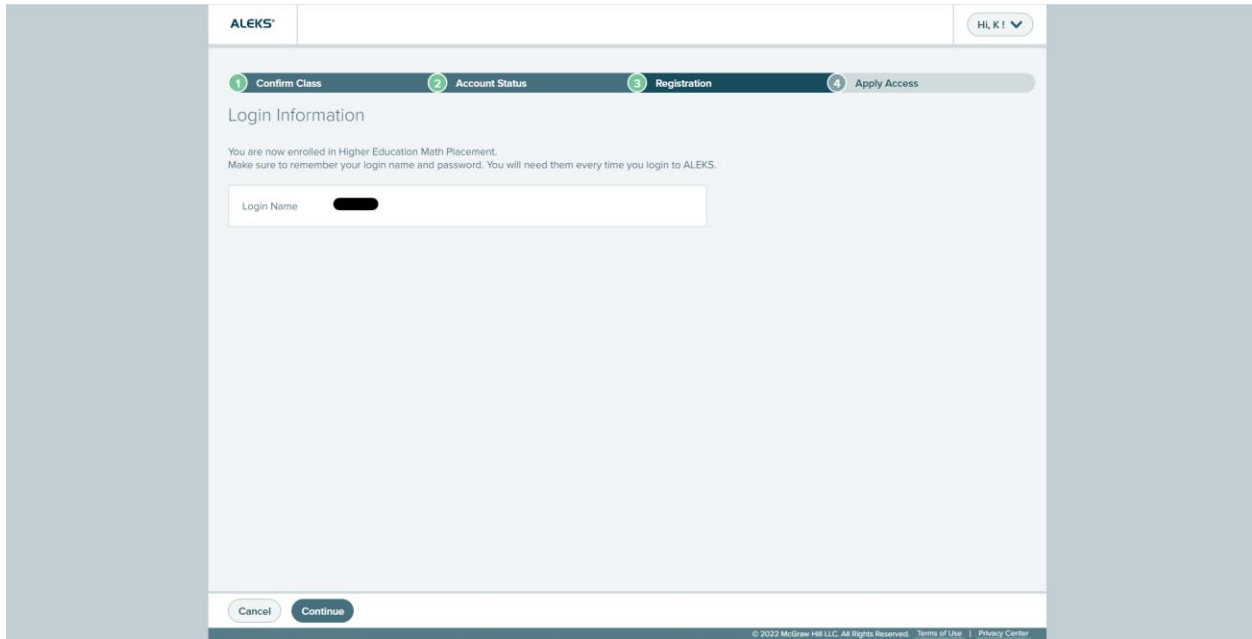 ALEKS®
Hi, K !
1 Confirm Class 2 Account Status 3 Registration 4 Apply Access
Login Information
You are now enrolled in Higher Education Math Placement.
Make sure to remember your login name and password. You will need them every time you login to ALEKS.
Login Name
Cancel Continue
© 2022 McGraw Hill LLC. All Rights Reserved. Terms of Use | Privacy Center